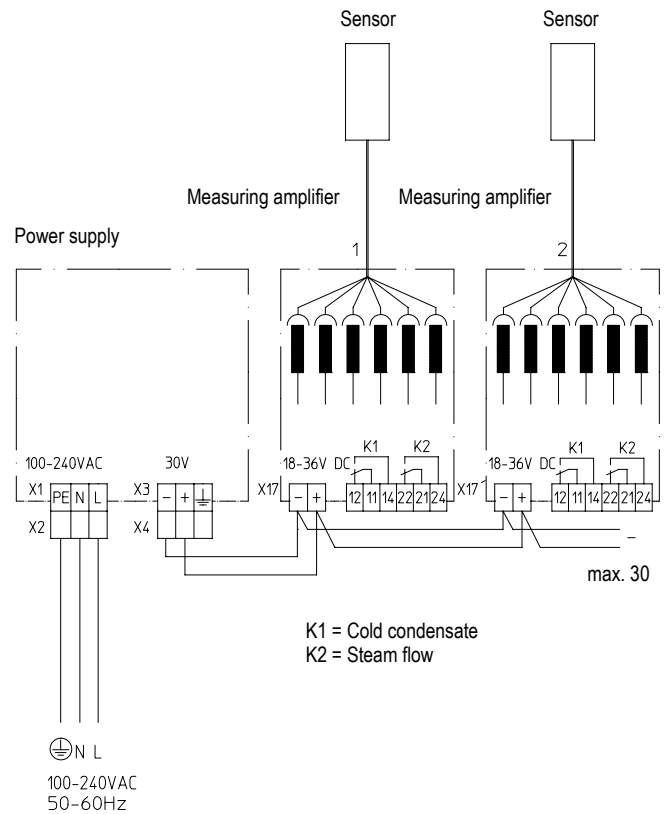 Sensor Sensor
Measuring amplifier Measuring amplifier
Power supply
1 2
K1 K2 K1 K2
100-240VAC 30V 18-36V DC 18-36V DC
X1 PE N L X3 - + ⏚ X17 - + 12 11 14 22 21 24 X17 - + 12 11 14 22 21 24
X2 X4
–
max. 30
K1 = Cold condensate
K2 = Steam flow
N L
100-240VAC
50-60Hz